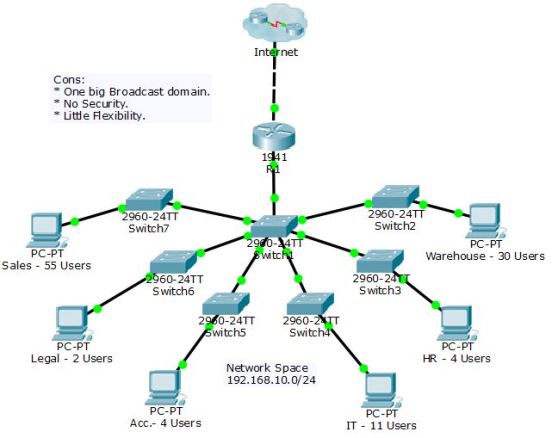 Internet
Cons:
* One big Broadcast domain.
* No Security.
* Little Flexibility.
1941
R1
2960-24TT
Switch7
2960-24TT
Switch2
2960-24TT
Switch1
PC-PT
Sales - 55 Users
PC-PT
Warehouse - 30 Users
2960-24TT
Switch6
2960-24TT
Switch3
2960-24TT
Switch5
2960-24TT
Switch4
PC-PT
Legal - 2 Users
PC-PT
HR - 4 Users
Network Space
192.168.10.0/24
PC-PT
Acc.- 4 Users
PC-PT
IT - 11 Users